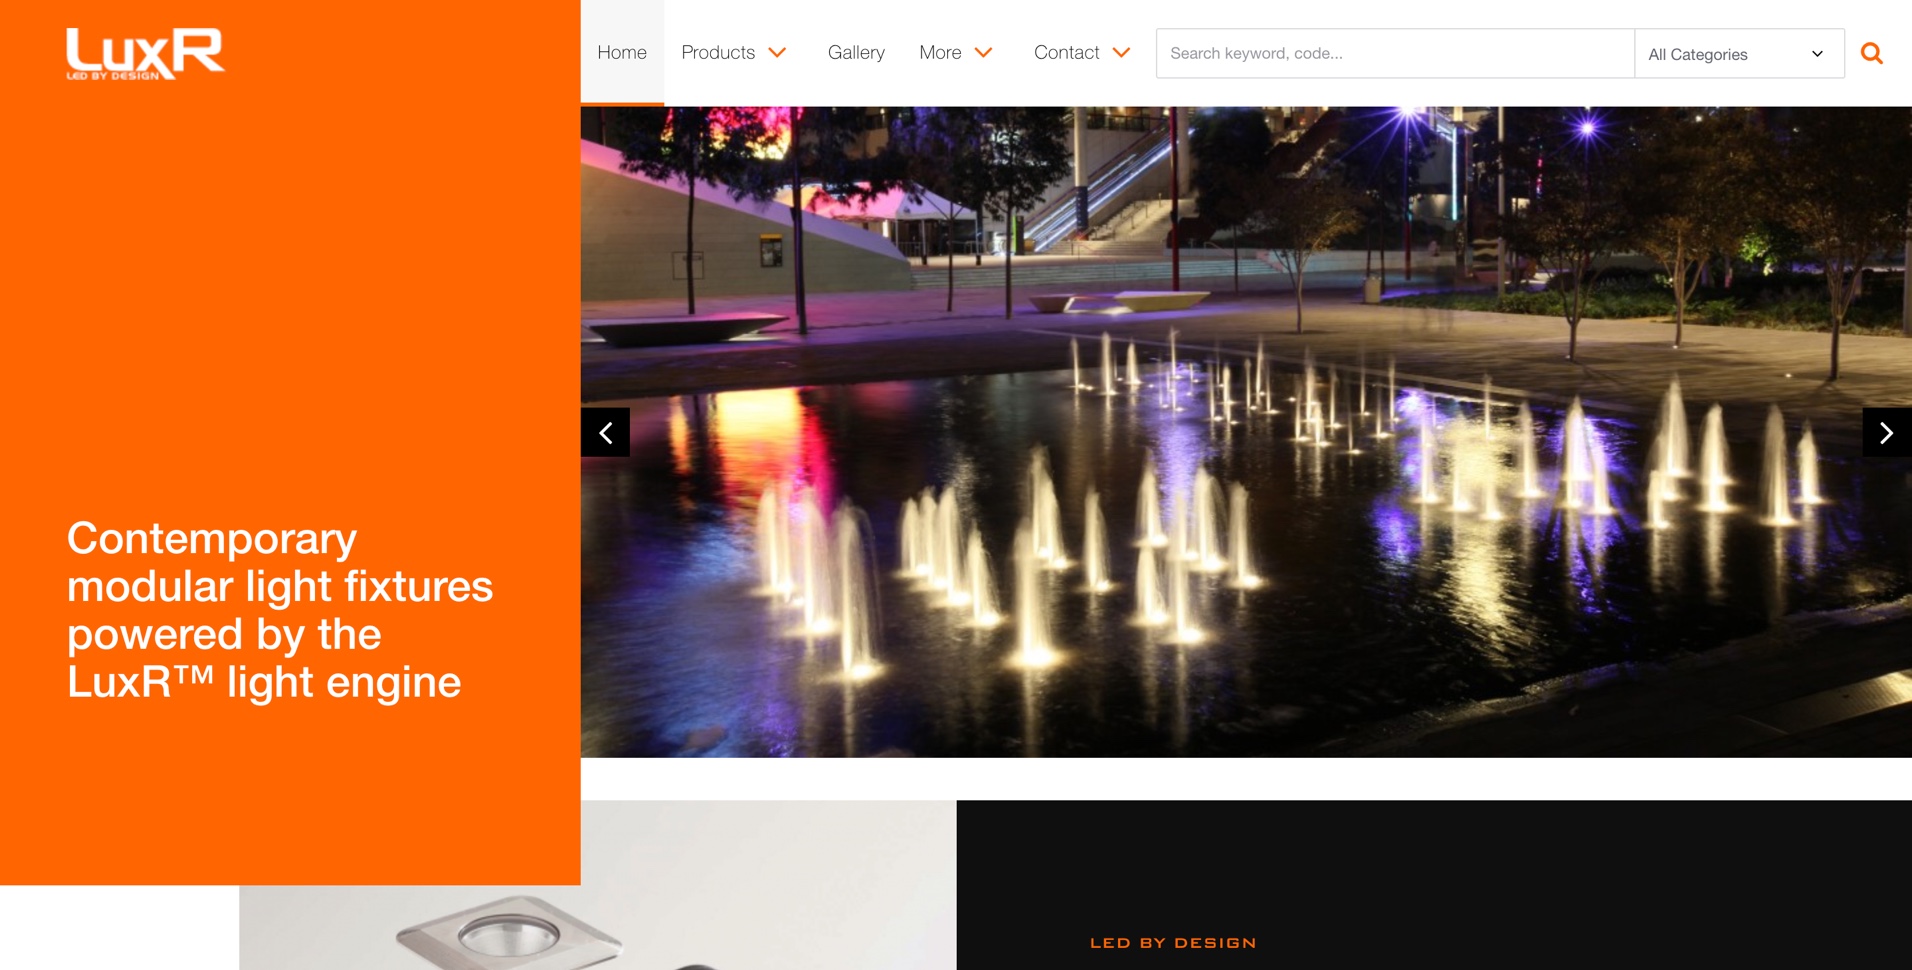 LuxR
LED BY DESIGN
Home
Products
Gallery
More
Contact
Search keyword, code...
All Categories
Contemporary
modular light fixtures
powered by the
LuxR™ light engine
LED BY DESIGN